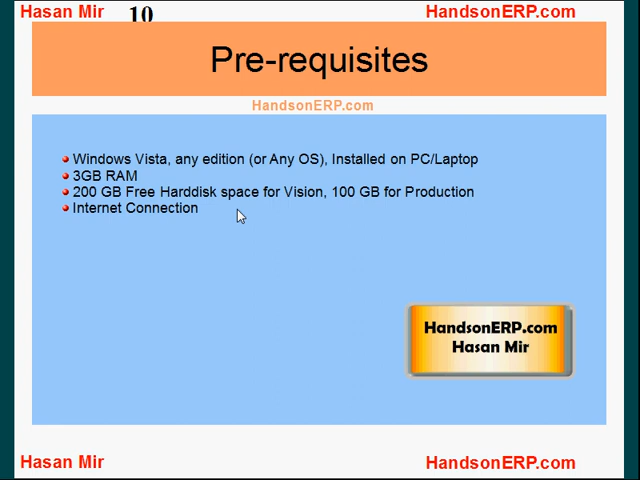 Hasan Mir 10 HandsonERP.com
Pre-requisites
HandsonERP.com
Windows Vista, any edition (or Any OS), Installed on PC/Laptop
3GB RAM
200 GB Free Harddisk space for Vision, 100 GB for Production
Internet Connection
HandsonERP.com
Hasan Mir
Hasan Mir HandsonERP.com